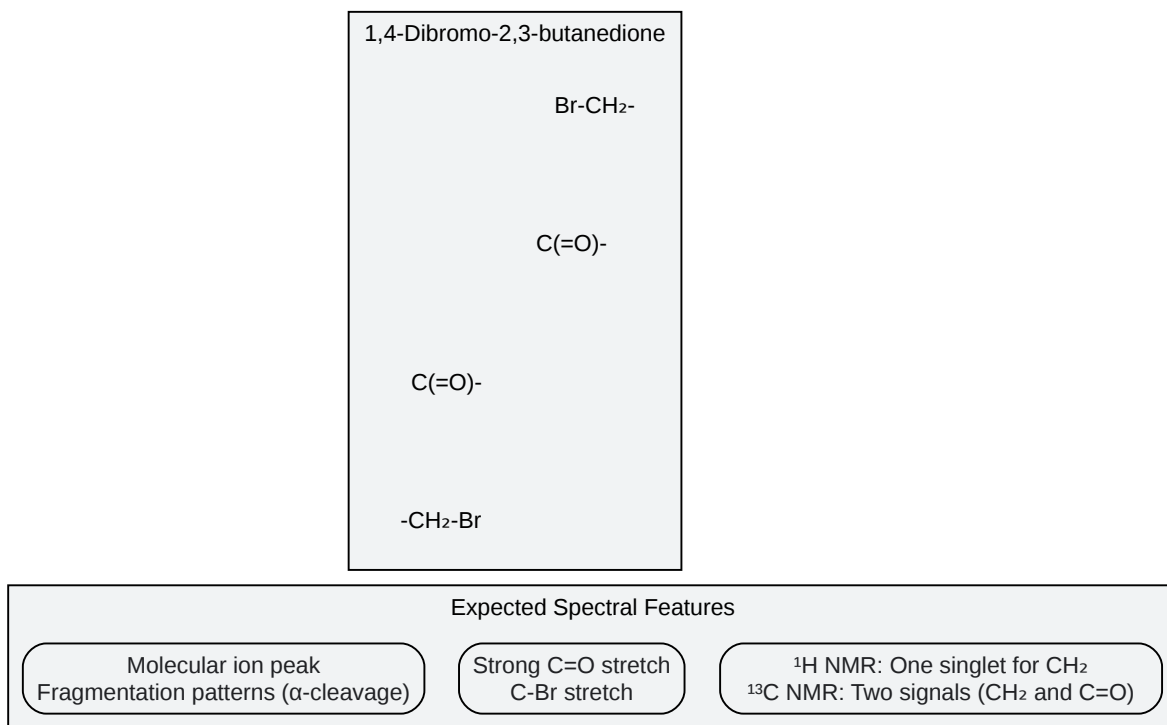 1,4-Dibromo-2,3-butanedione
Br-CH₂-
C(=O)-
C(=O)-
-CH₂-Br
Expected Spectral Features
Molecular ion peak
Fragmentation patterns (α-cleavage)
Strong C=O stretch
C-Br stretch
¹H NMR: One singlet for CH₂
¹³C NMR: Two signals (CH₂ and C=O)